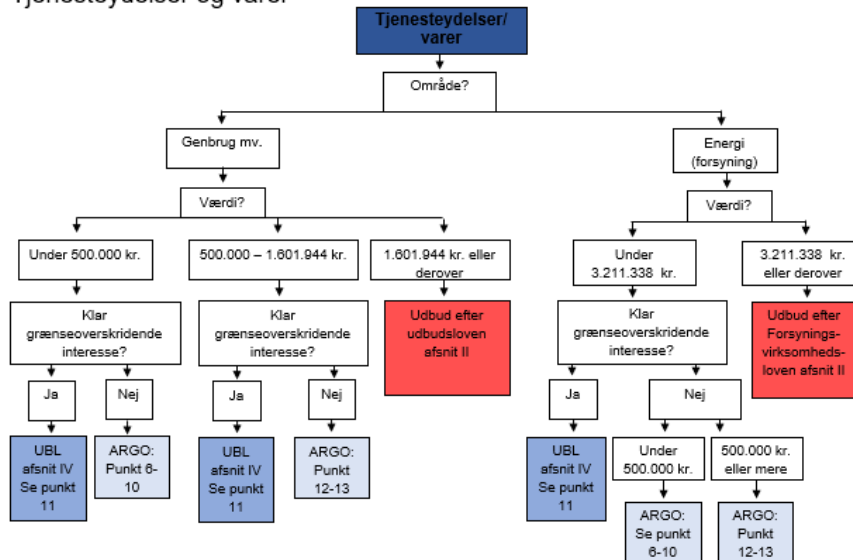 Tjenesteydelser og varer
Tjenesteydelser/
varer
Område?
Genbrug mv.
Energi
(forsyning)
Værdi?
Værdi?
Under 500.000 kr.
500.000 – 1.601.944 kr.
1.601.944 kr. eller
derover
Under
3.211.338 kr.
3.211.338 kr.
eller derover
Klar
grænseoverskridende
interesse?
Klar
grænseoverskridende
interesse?
Udbud efter
udbudsloven
afsnit II
Klar
grænseoverskridende
interesse?
Udbud efter
Forsynings-
virksomheds-
loven afsnit II
Ja
Nej
Ja
Nej
Ja
Nej
UBL
afsnit IV
Se punkt
11
ARGO:
Punkt 6-
10
UBL
afsnit IV
Se punkt
11
ARGO:
Punkt
12-13
UBL
afsnit IV
Se punkt
11
Under
500.000 kr.
500.000 kr.
eller mere
ARGO:
Se punkt
6-10
ARGO:
Punkt
12-13